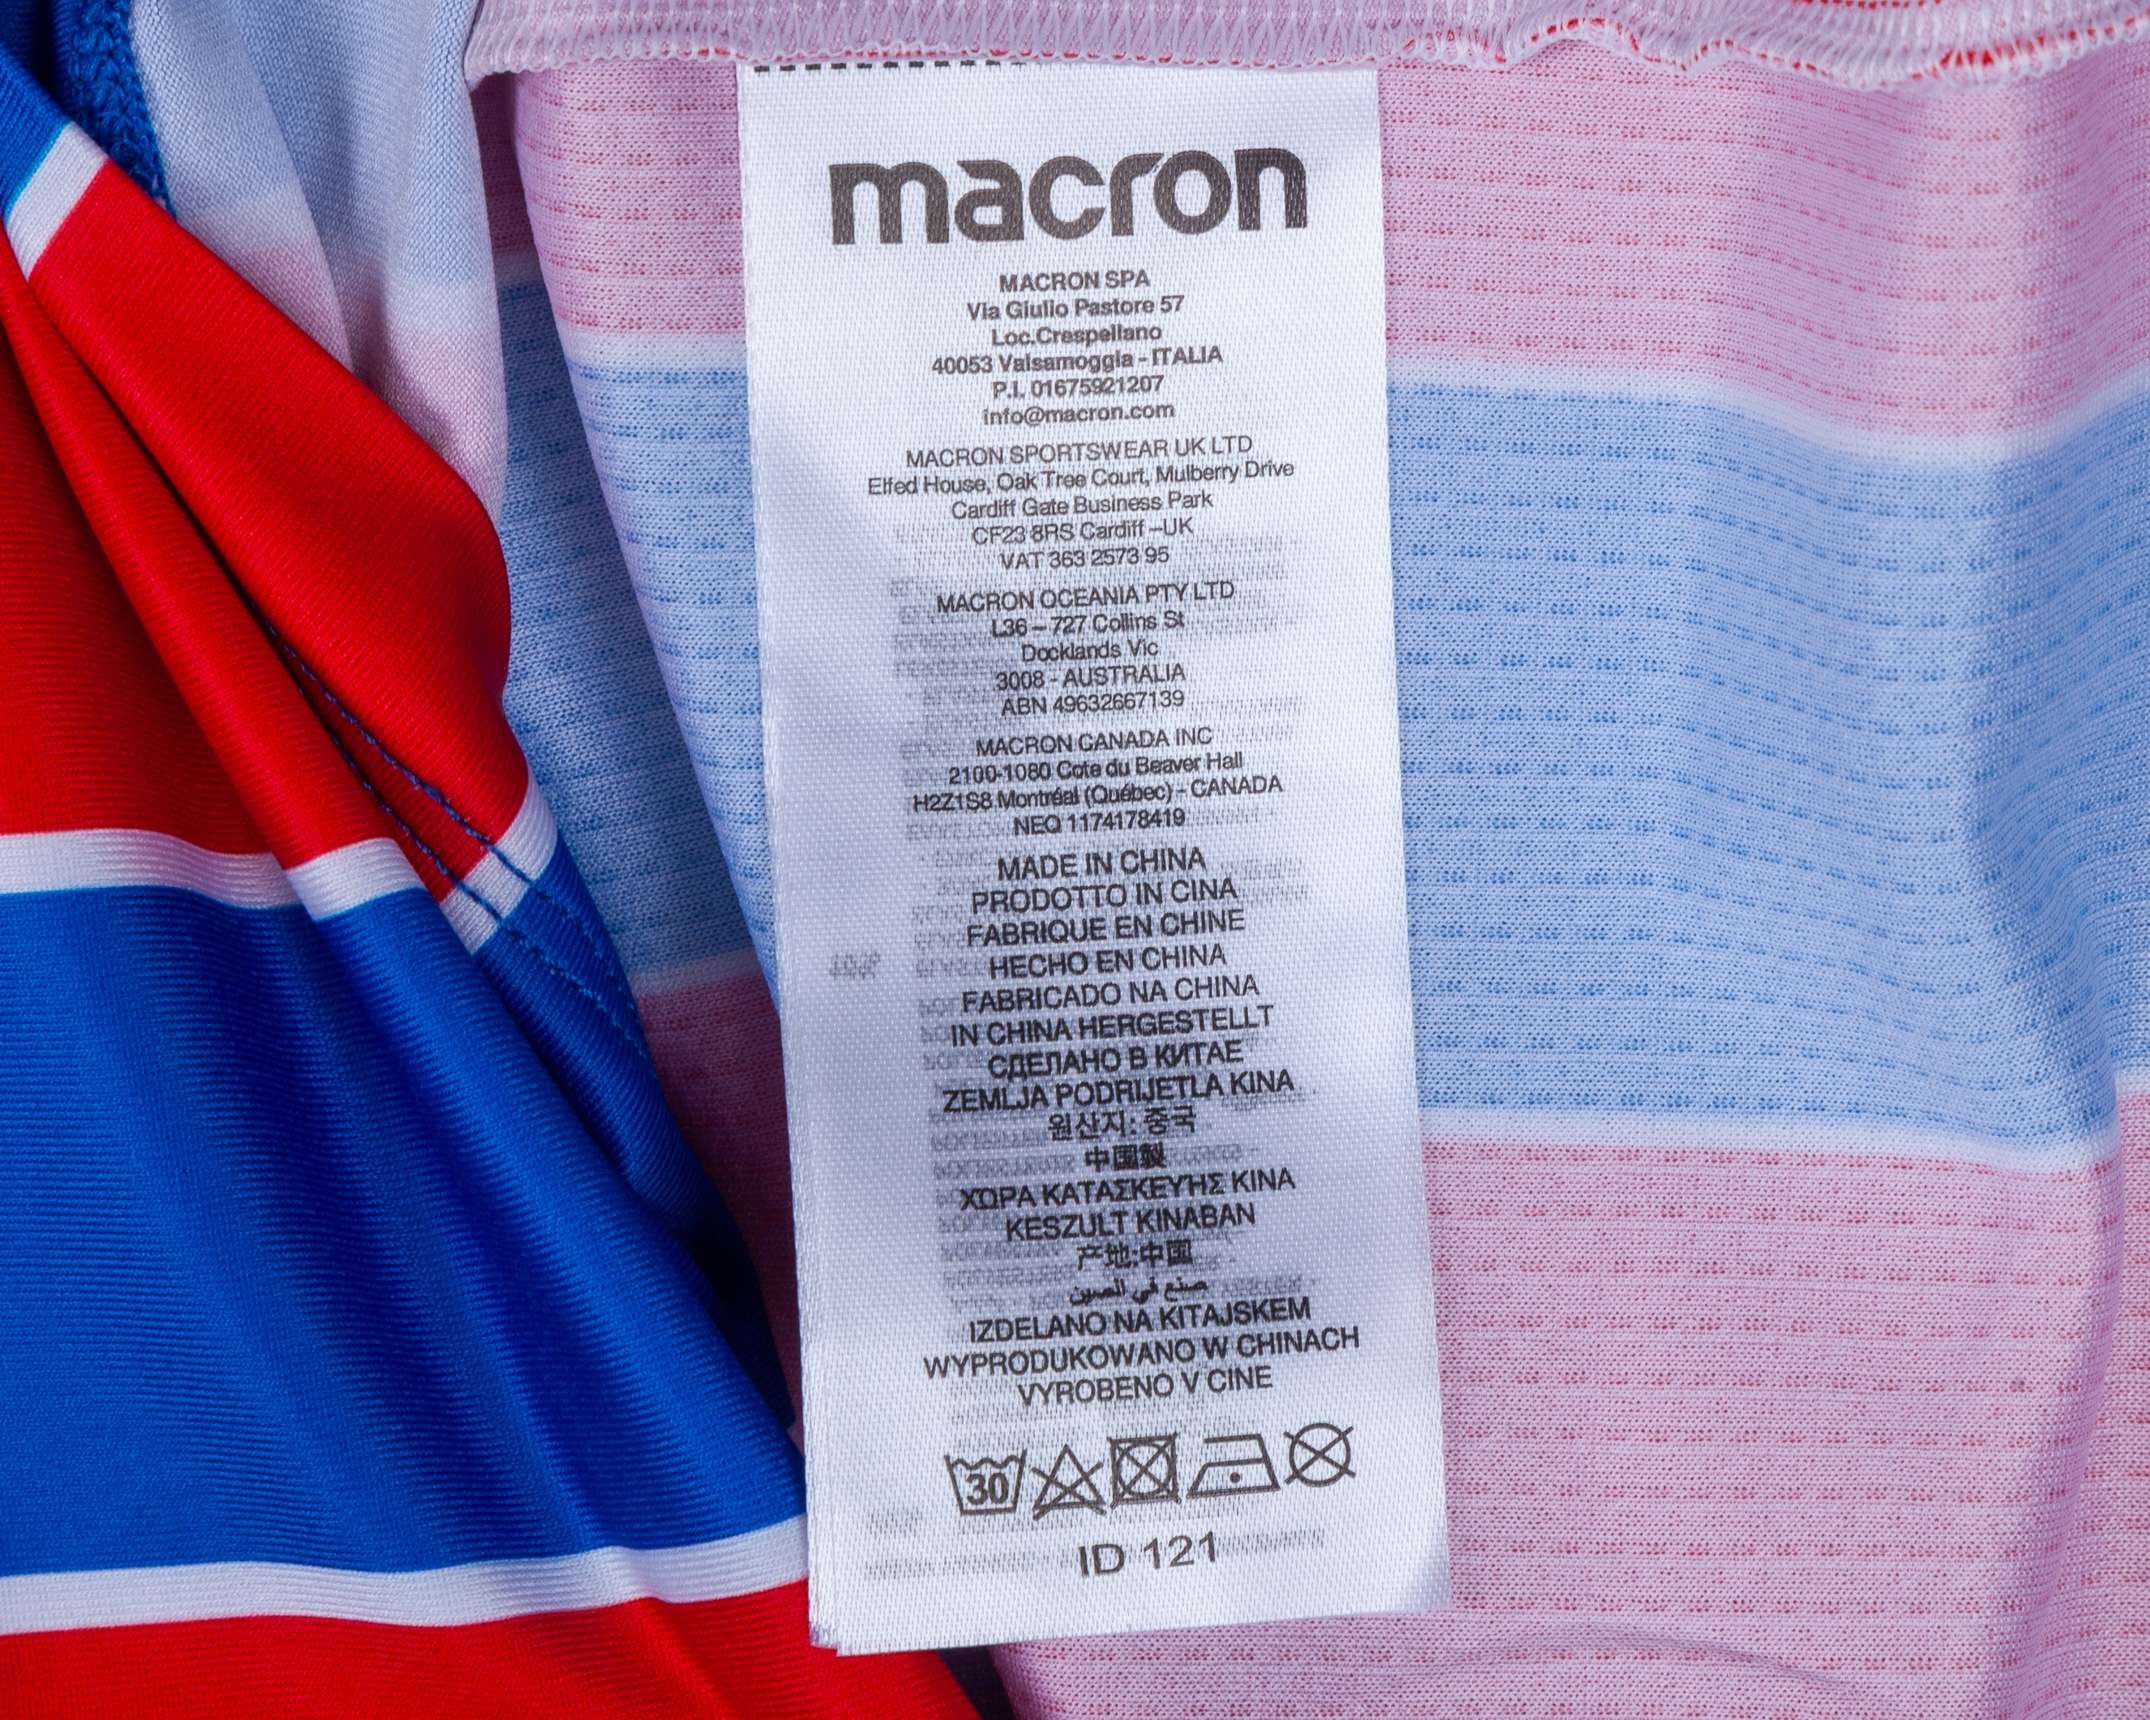 macron
MACRON SPA
Via Giulio Pastore 57
Loc.Crespellano
40053 Valsamoggia - ITALIA
P.I. 01675921207
info@macron.com
MACRON SPORTSWEAR UK LTD
Elfed House, Oak Tree Court, Mulberry Drive
Cardiff Gate Business Park
CF23 8RS Cardiff –UK
VAT 363 2573 95
MACRON OCEANIA PTY LTD
L36 – 727 Collins St
Docklands Vic
3008 - AUSTRALIA
ABN 49632667139
MACRON CANADA INC
2100-1080 Cote du Beaver Hall
H2Z1S8 Montréal (Québec) - CANADA
NEQ 1174178419
MADE IN CHINA
PRODOTTO IN CINA
FABRIQUE EN CHINE
HECHO EN CHINA
FABRICADO NA CHINA
IN CHINA HERGESTELLT
СДЕЛАНО В КИТАЕ
ZEMLJA PODRIJETLA KINA
원산지: 중국
中国製
ΧΩΡΑ ΚΑΤΑΣΚΕΥΉΣ ΚΙΝΑ
KESZULT KINABAN
产地:中国
صنع في الصين
IZDELANO NA KITAJSKEM
WYPRODUKOWANO W CHINACH
VYROBENO V CINE
30
ID 121